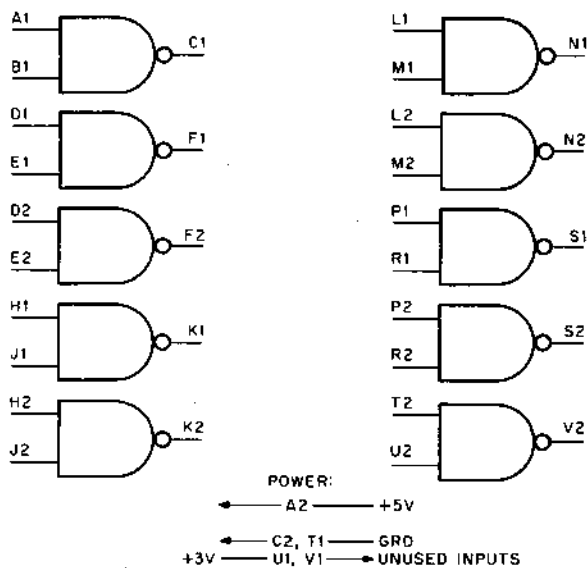 A1
C1
B1
D1
F1
E1
D2
F2
E2
H1
K1
J1
H2
K2
J2
L1
N1
M1
L2
N2
M2
P1
S1
R1
P2
S2
R2
T2
V2
U2
POWER:
A2 +5V
C2, T1 GRD
+3V U1, V1 UNUSED INPUTS